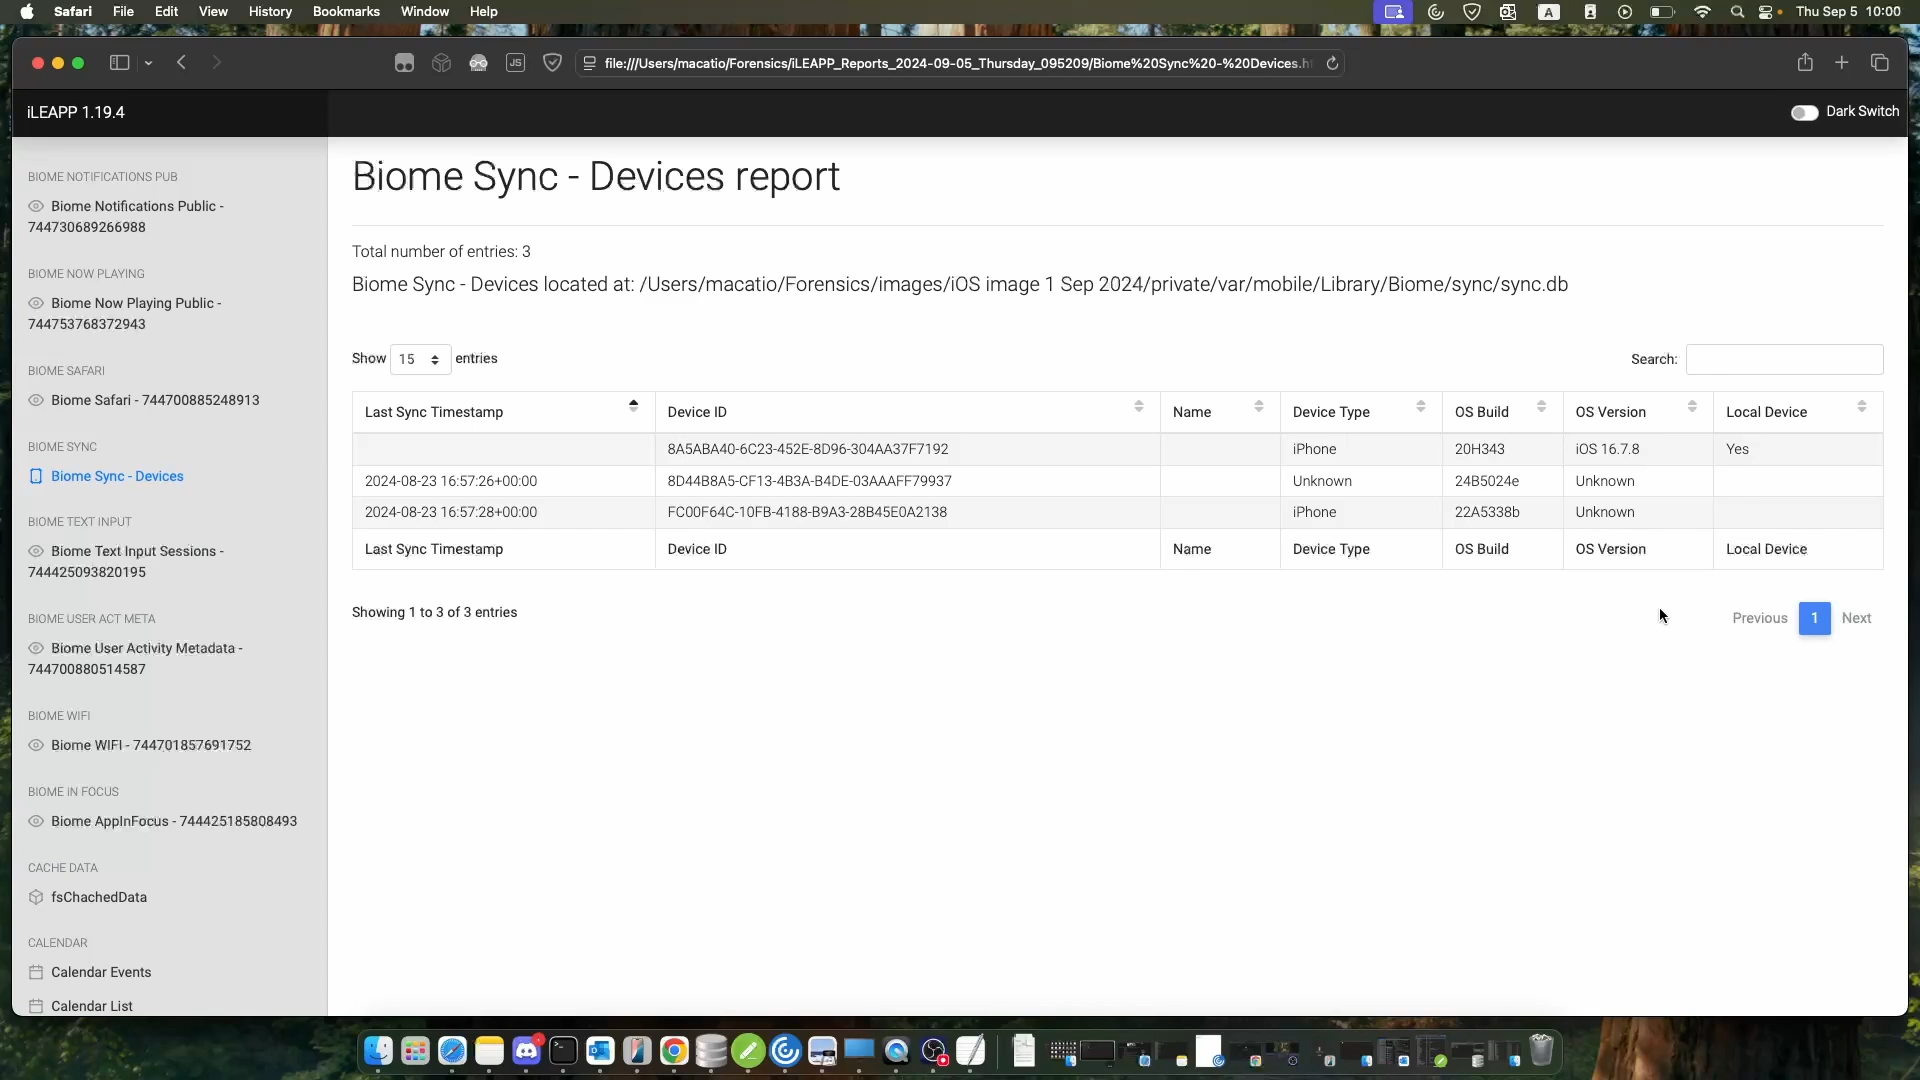 Safari File Edit View History Bookmarks Window Help A Thu Sep 5 10:00
JS file:///Users/macatio/Forensics/iLEAPP_Reports_2024-09-05_Thursday_095209/Biome%20Sync%20-%20Devices.h
iLEAPP 1.19.4
Dark Switch
BIOME NOTIFICATIONS PUB
Biome Notifications Public -
744730689266988
BIOME NOW PLAYING
Biome Now Playing Public -
744753768372943
BIOME SAFARI
Biome Safari - 744700885248913
BIOME SYNC
Biome Sync - Devices
BIOME TEXT INPUT
Biome Text Input Sessions -
744425093820195
BIOME USER ACT META
Biome User Activity Metadata -
744700880514587
BIOME WIFI
Biome WIFI - 744701857691752
BIOME IN FOCUS
Biome AppInFocus - 744425185808493
CACHE DATA
fsChachedData
CALENDAR
Calendar Events
Calendar List
Biome Sync - Devices report
Total number of entries: 3
Biome Sync - Devices located at: /Users/macatio/Forensics/images/iOS image 1 Sep 2024/private/var/mobile/Library/Biome/sync/sync.db
Show 15 entries
Search:
Last Sync Timestamp Device ID Name Device Type OS Build OS Version Local Device
8A5ABA40-6C23-452E-8D96-304AA37F7192 iPhone 20H343 iOS 16.7.8 Yes
2024-08-23 16:57:26+00:00 8D44B8A5-CF13-4B3A-B4DE-03AAAFF79937 Unknown 24B5024e Unknown
2024-08-23 16:57:28+00:00 FC00F64C-10FB-4188-B9A3-28B45E0A2138 iPhone 22A5338b Unknown
Last Sync Timestamp Device ID Name Device Type OS Build OS Version Local Device
Showing 1 to 3 of 3 entries
Previous 1 Next